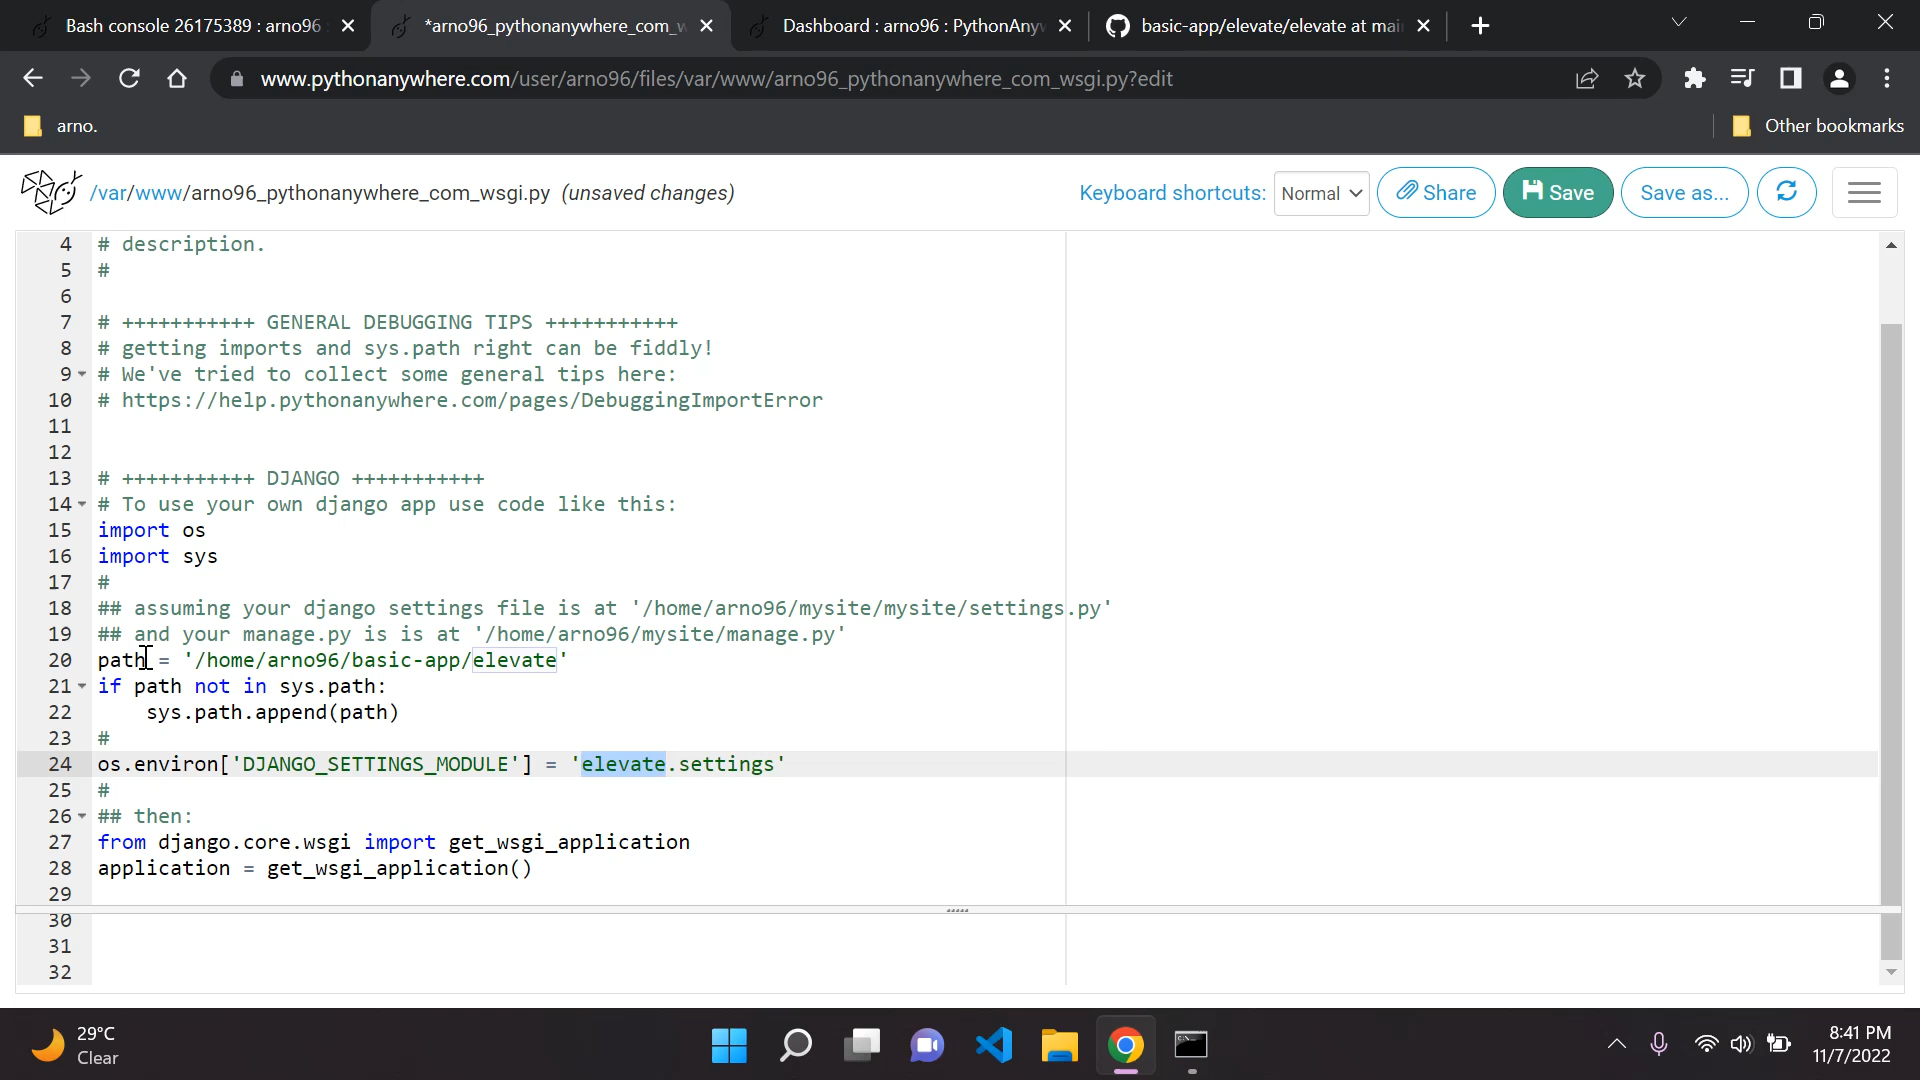 Bash console 26175389 : arno96
*arno96_pythonanywhere_com_w
Dashboard : arno96 : PythonAnyw
basic-app/elevate/elevate at mai
www.pythonanywhere.com/user/arno96/files/var/www/arno96_pythonanywhere_com_wsgi.py?edit
arno.
Other bookmarks
/var/www/arno96_pythonanywhere_com_wsgi.py (unsaved changes)
Keyboard shortcuts: Normal Share Save Save as...
4 # description.
5 #
6
7 # +++++++++++ GENERAL DEBUGGING TIPS +++++++++++
8 # getting imports and sys.path right can be fiddly!
9 # We've tried to collect some general tips here:
10 # https://help.pythonanywhere.com/pages/DebuggingImportError
11
12
13 # +++++++++++ DJANGO +++++++++++
14 # To use your own django app use code like this:
15 import os
16 import sys
17 #
18 ## assuming your django settings file is at '/home/arno96/mysite/mysite/settings.py'
19 ## and your manage.py is is at '/home/arno96/mysite/manage.py'
20 path = '/home/arno96/basic-app/elevate'
21 if path not in sys.path:
22 sys.path.append(path)
23 #
24 os.environ['DJANGO_SETTINGS_MODULE'] = 'elevate.settings'
25 #
26 ## then:
27 from django.core.wsgi import get_wsgi_application
28 application = get_wsgi_application()
29
30
31
32
29°C
Clear
8:41 PM
11/7/2022